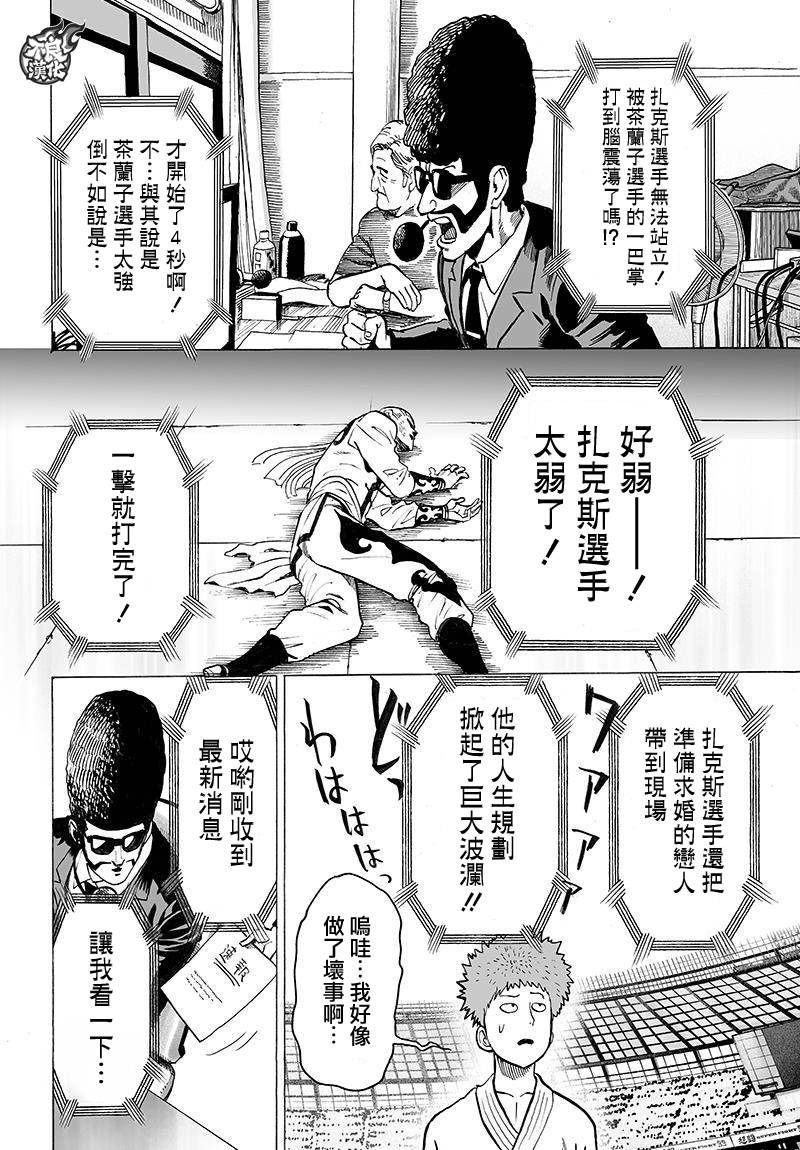 扎克斯選手無法站立！
被茶蘭子選手的一巴掌
打到腦震蕩了嗎!?
才開始了4秒啊！
不…與其說是
茶蘭子選手太強
倒不如說是…
好弱——！
扎克斯選手
太弱了！
一擊就打完了！
扎克斯選手還把
準備求婚的戀人
帶到現場
ワァァァ
他的人生規劃
掀起了巨大波瀾!!
ど、
わはははっ
嗚哇…我好像
做了壞事啊…
哎喲剛收到
最新消息
速報
讓我看一下…